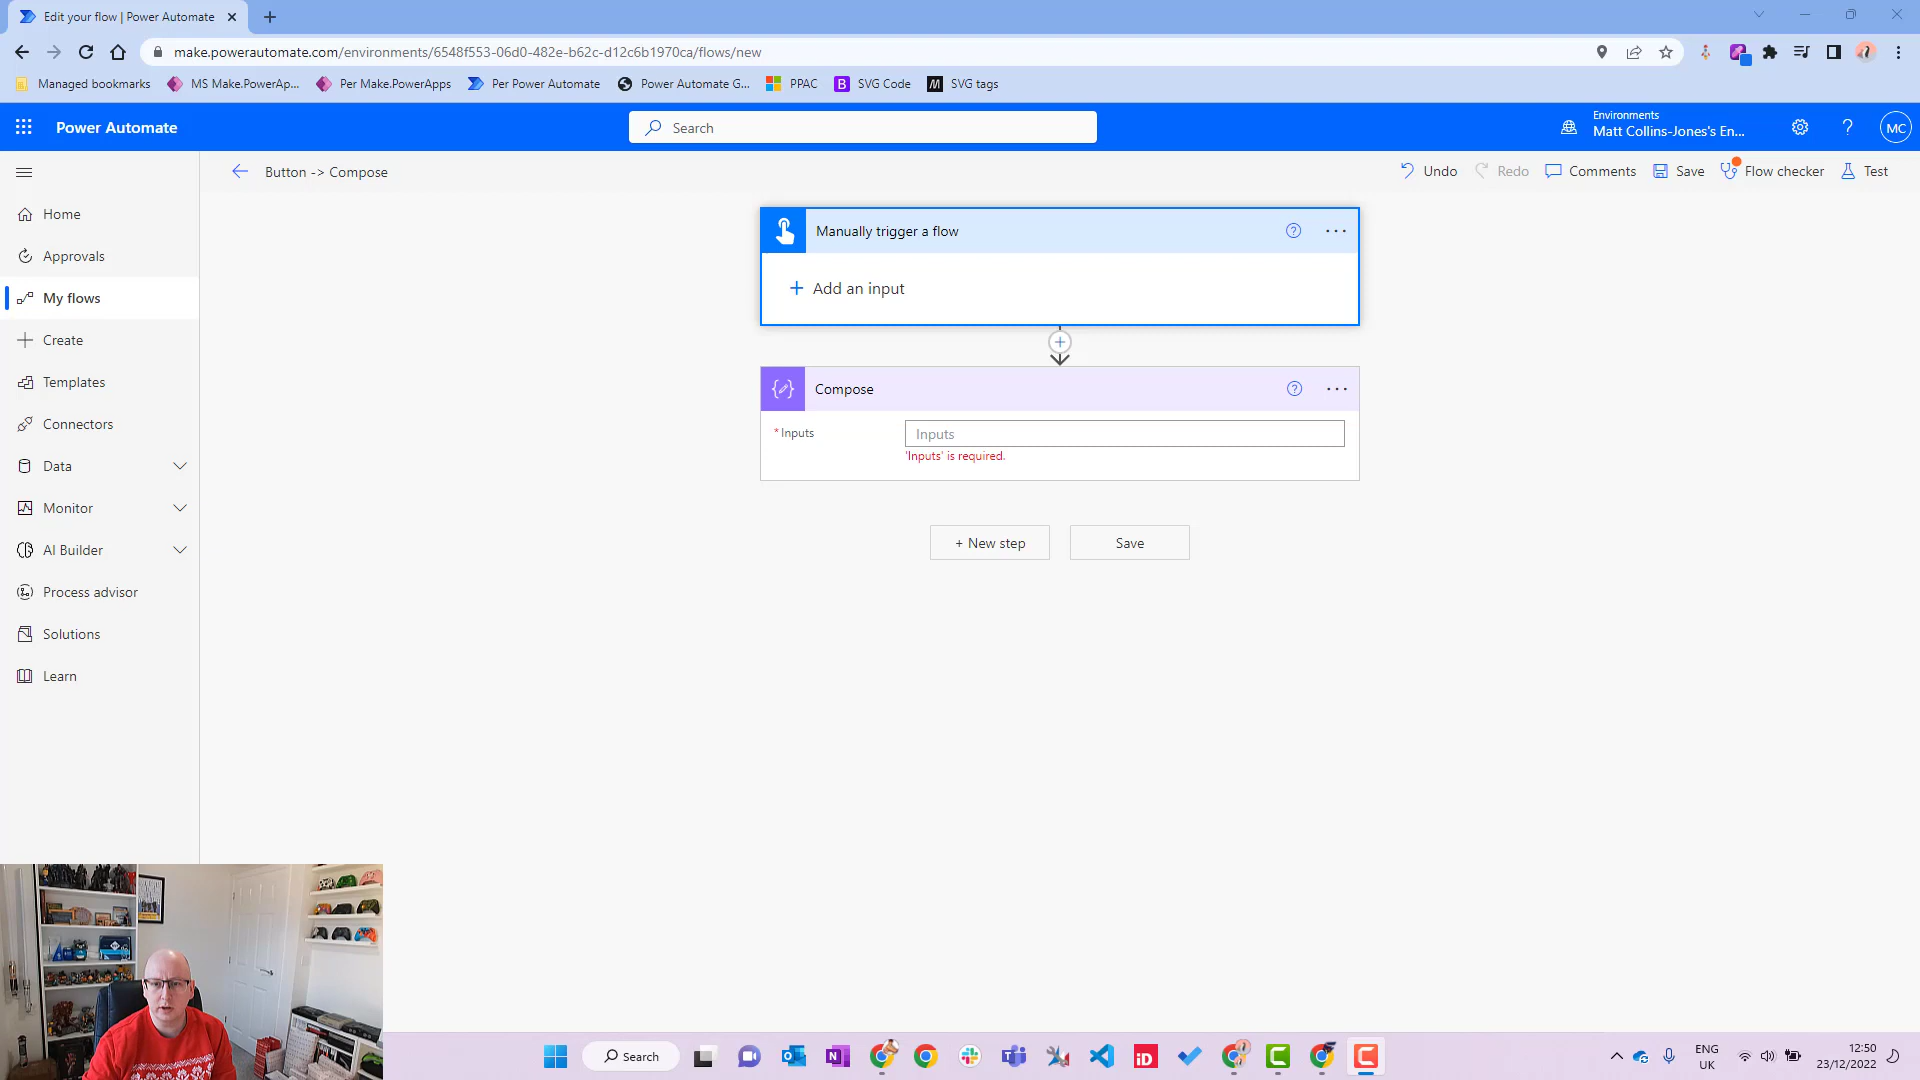 Edit your flow | Power Automate
make.powerautomate.com/environments/6548f553-06d0-482e-b62c-d12c6b1970ca/flows/new
Managed bookmarks
MS Make.PowerAp...
Per Make.PowerApps
Per Power Automate
Power Automate G...
PPAC
B
SVG Code
M
SVG tags
Power Automate
Search
Environments
Matt Collins-Jones's En...
?
MC
Button -> Compose
Undo
Redo
Comments
Save
Flow checker
Test
Home
Approvals
My flows
Create
Templates
Connectors
Data
Monitor
AI Builder
Process advisor
Solutions
Learn
Manually trigger a flow
?
...
+ Add an input
Compose
?
...
* Inputs
Inputs
'Inputs' is required.
+ New step
Save
Search
iD
C
C
ENG
UK
12:50
23/12/2022